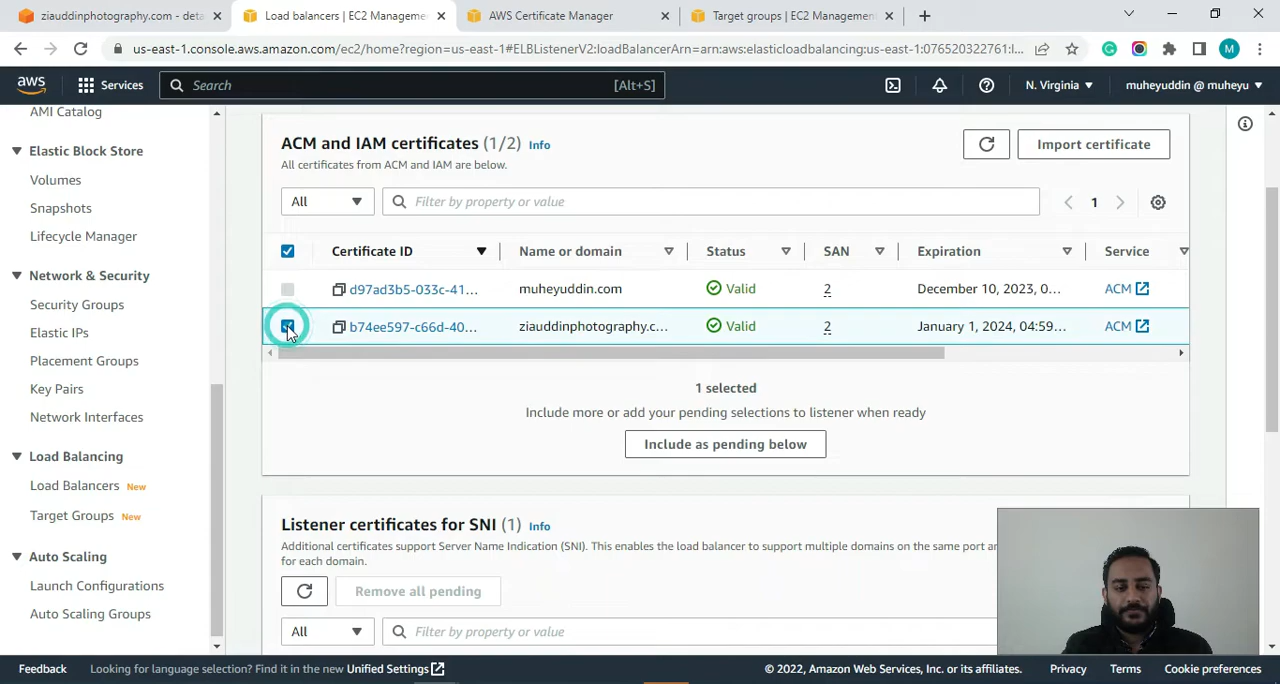 ziauddinphotography.com - deta
Load balancers | EC2 Manageme
AWS Certificate Manager
Target groups | EC2 Management
us-east-1.console.aws.amazon.com/ec2/home?region=us-east-1#ELBListenerV2:loadBalancerArn=arn:aws:elasticloadbalancing:us-east-1:076520322761:l...
M
aws
Services
Search
[Alt+S]
N. Virginia
muheyuddin @ muheyu
AMI Catalog
Elastic Block Store
Volumes
Snapshots
Lifecycle Manager
Network & Security
Security Groups
Elastic IPs
Placement Groups
Key Pairs
Network Interfaces
Load Balancing
Load Balancers New
Target Groups New
Auto Scaling
Launch Configurations
Auto Scaling Groups
ACM and IAM certificates (1/2) Info
All certificates from ACM and IAM are below.
Import certificate
All
Filter by property or value
1
Certificate ID Name or domain Status SAN Expiration Service
d97ad3b5-033c-41... muheyuddin.com Valid 2 December 10, 2023, 0... ACM
b74ee597-c66d-40... ziauddinphotography.c... Valid 2 January 1, 2024, 04:59... ACM
1 selected
Include more or add your pending selections to listener when ready
Include as pending below
Listener certificates for SNI (1) Info
Additional certificates support Server Name Indication (SNI). This enables the load balancer to support multiple domains on the same port an
for each domain.
Remove all pending
All
Filter by property or value
Feedback
Looking for language selection? Find it in the new Unified Settings
© 2022, Amazon Web Services, Inc. or its affiliates.
Privacy
Terms
Cookie preferences